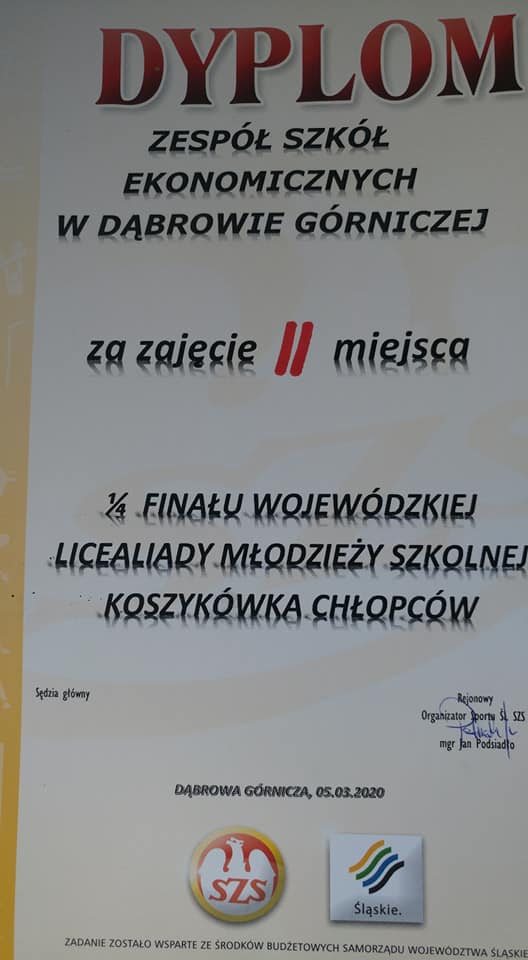 DYPLOM
ZESPÓŁ SZKÓŁ
EKONOMICZNYCH
W DĄBROWIE GÓRNICZEJ
za zajęcie II miejsca
¼ FINAŁU WOJEWÓDZKIEJ
LICEALIADY MŁODZIEŻY SZKOLNEJ
KOSZYKÓWKA CHŁOPCÓW
Sędzia główny
Rejonowy
Organizator Sportu Śl. SZS
mgr Jan Podsiadło
DĄBROWA GÓRNICZA, 05.03.2020
SZS
Śląskie.
ZADANIE ZOSTAŁO WSPARTE ZE ŚRODKÓW BUDŻETOWYCH SAMORZĄDU WOJEWÓDZTWA ŚLĄSKIE